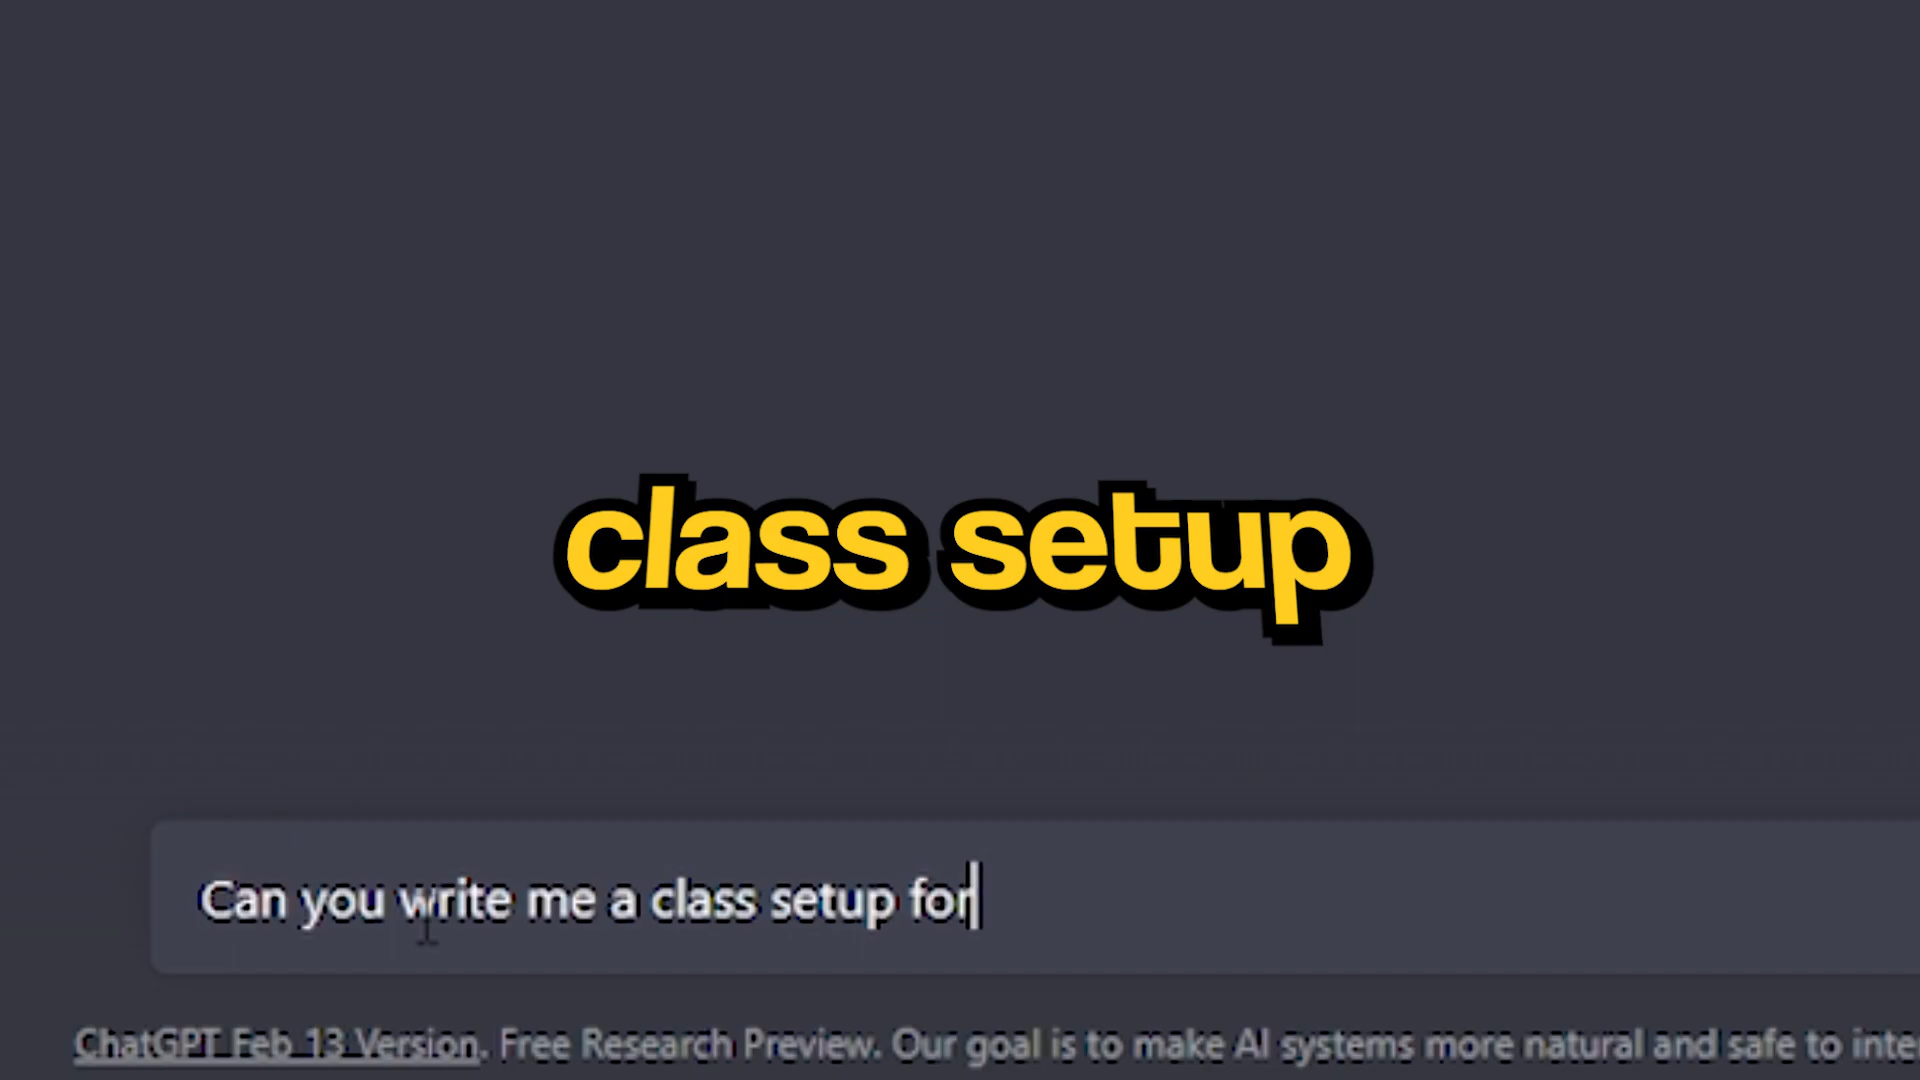 class setup
Can you write me a class setup for
ChatGPT Feb 13 Version. Free Research Preview. Our goal is to make AI systems more natural and safe to inte